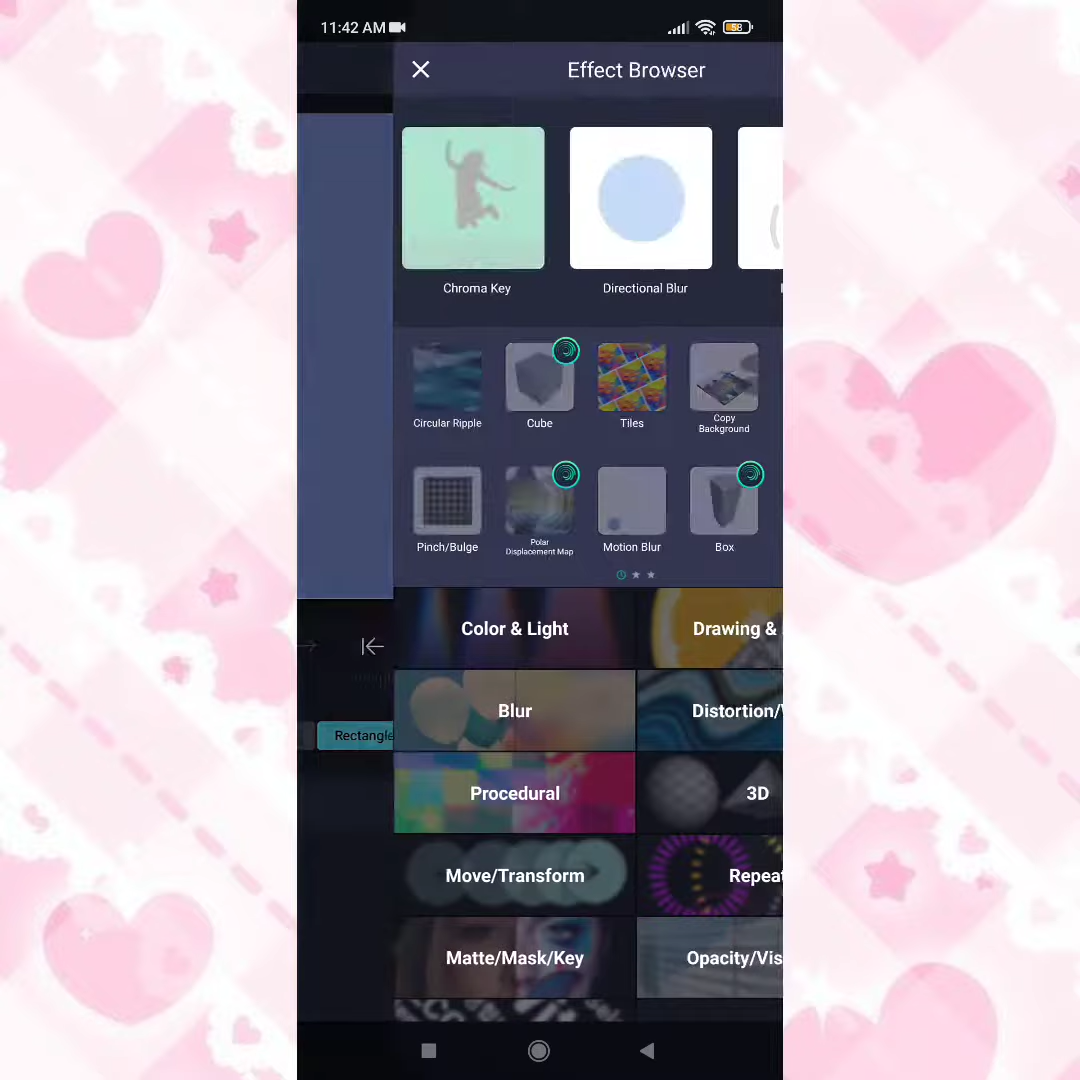 11:42 AM
58
Effect Browser
Chroma Key
Directional Blur
Circular Ripple
Cube
Tiles
Copy
Background
Pinch/Bulge
Polar
Displacement Map
Motion Blur
Box
Color & Light
Drawing &
Blur
Distortion/
Rectangle
Procedural
3D
Move/Transform
Repeat
Matte/Mask/Key
Opacity/Vis